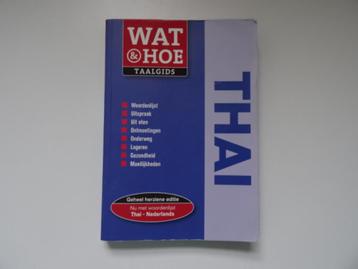 WAT
& HOE
TAALGIDS
THAI
Woordenlijst
Uitspraak
Uit eten
Ontmoetingen
Onderweg
Logeren
Gezondheid
Moeilijkheden
Geheel herziene editie
Nu met woordenlijst
Thai - Nederlands